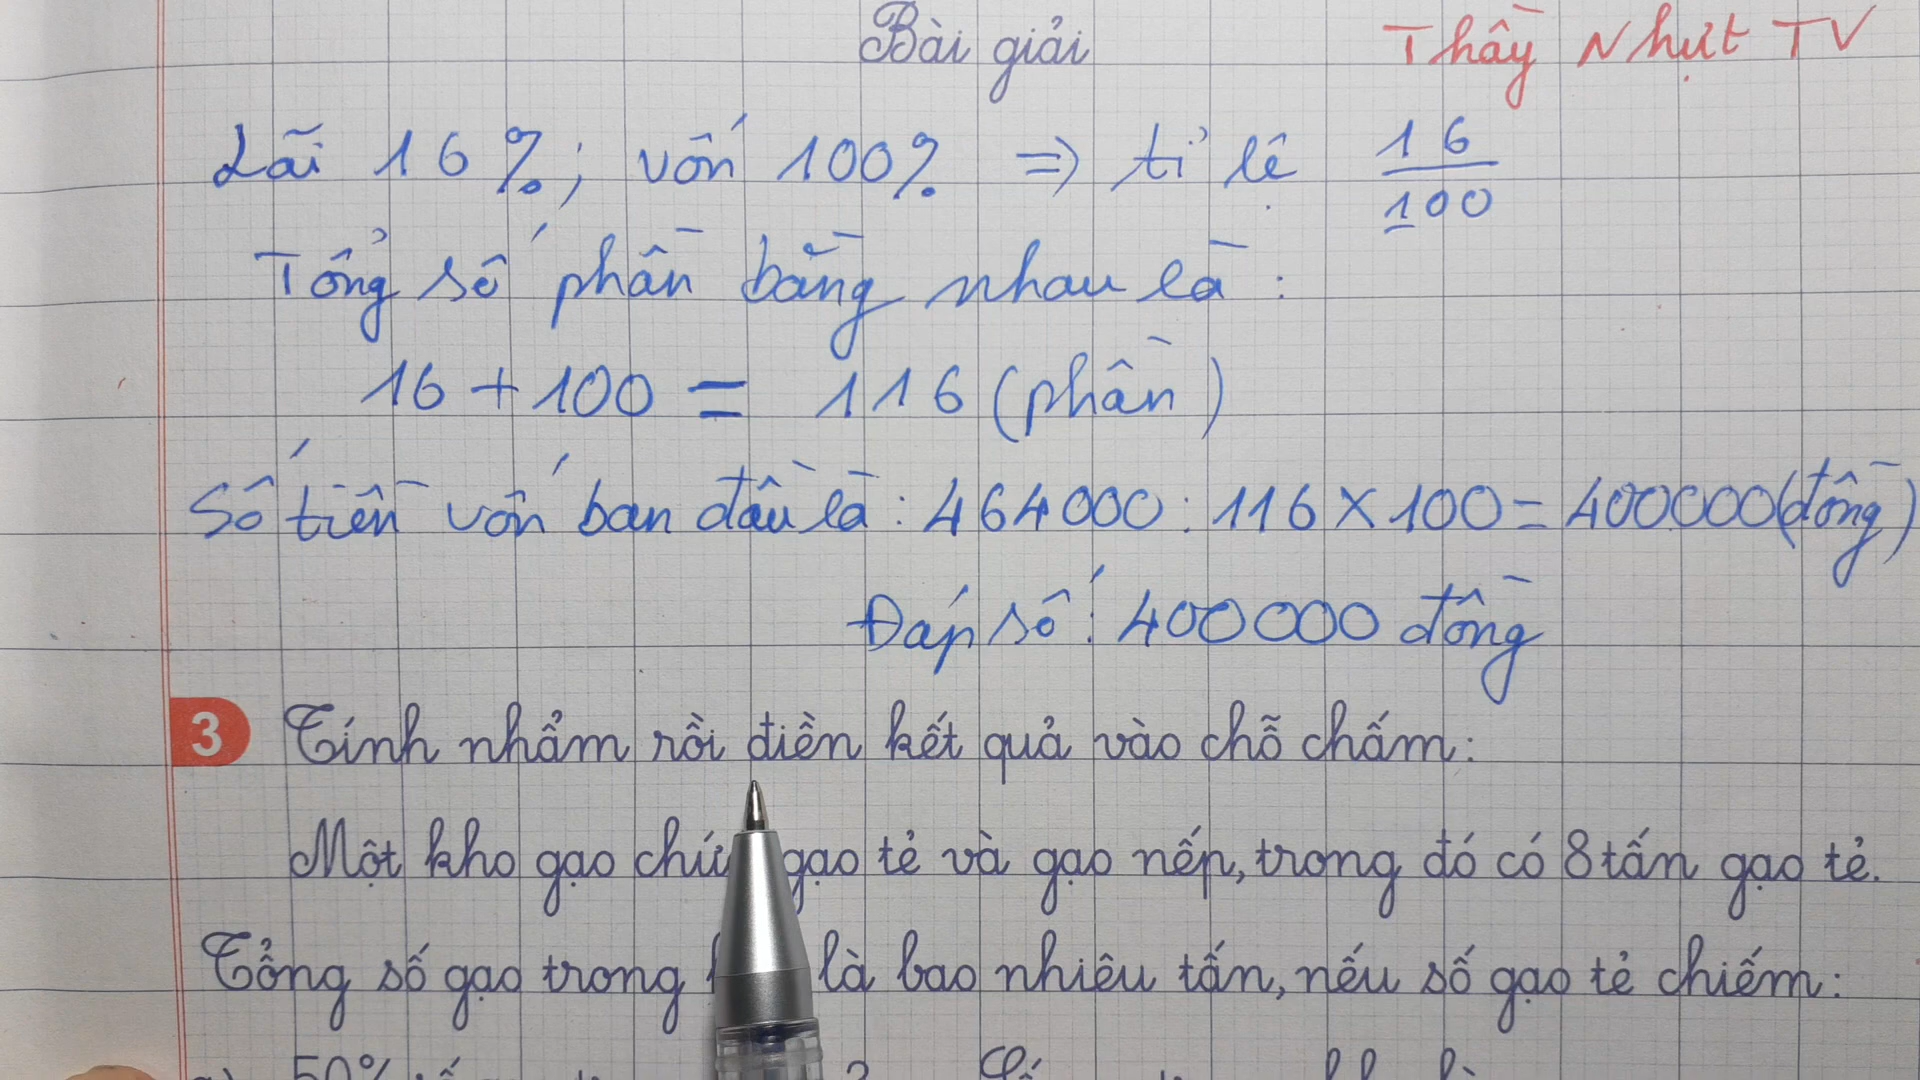 Bài giải Thầy Nhựt TV
Lãi 16%; vốn 100% => tỉ lệ 16/100
Tổng số phần bằng nhau là:
16 + 100 = 116 (phần)
Số tiền vốn ban đầu là: 464000 : 116 x 100 = 400000 (đồng)
Đáp số: 400000 đồng
3 Tính nhẩm rồi điền kết quả vào chỗ chấm:
Một kho gạo gạo tẻ và gạo nếp, trong đó có 8 tấn gạo tẻ.
Tổng số gạo trong là bao nhiêu tấn, nếu số gạo tẻ chiếm:
50%